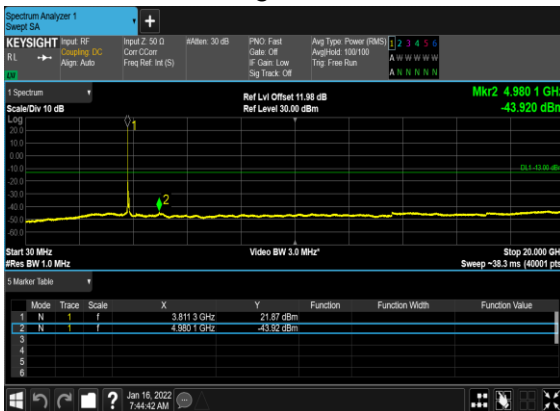 Spectrum Analyzer 1
Swept SA
KEYSIGHT
Input: RF
Input Z: 50 Ω
#Atten: 30 dB
PNO: Fast
Avg Type: Power (RMS)
1 2 3 4 5 6
RL
Coupling: DC
Corr CCorr
Gate: Off
Avg|Hold: 100/100
A W W W W W
Align: Auto
Freq Ref: Int (S)
IF Gain: Low
Trig: Free Run
Sig Track: Off
A N N N N N
LV
1 Spectrum
Ref Lvl Offset 11.98 dB
Mkr2 4.980 1 GHz
Scale/Div 10 dB
Ref Level 30.00 dBm
-43.920 dBm
Log
20.0
10.0
0.00
-10.0
-20.0
-30.0
-40.0
-50.0
-60.0
1
2
DL1 -13.00 dBm
Start 30 MHz
Video BW 3.0 MHz*
Stop 20.000 GHz
#Res BW 1.0 MHz
Sweep ~38.3 ms (40001 pts)
5 Marker Table
Mode Trace Scale X Y Function Function Width Function Value
1 N 1 f 3.811 3 GHz 21.87 dBm
2 N 1 f 4.980 1 GHz -43.92 dBm
3
4
5
6
Jan 16, 2022
7:44:42 AM